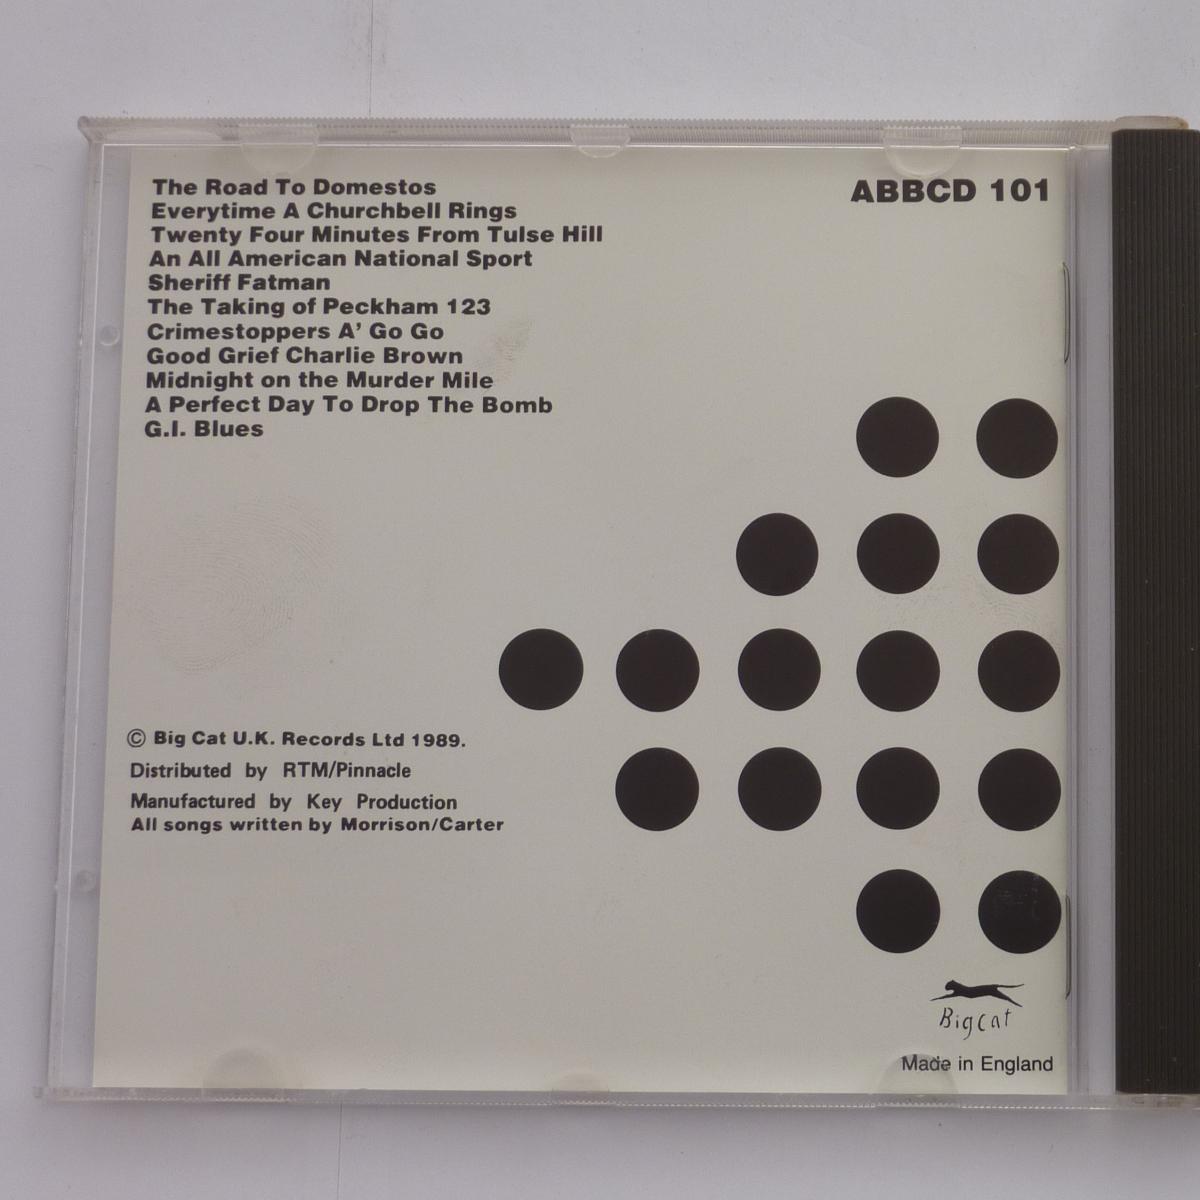 The Road To Domestos
Everytime A Churchbell Rings
Twenty Four Minutes From Tulse Hill
An All American National Sport
Sheriff Fatman
The Taking of Peckham 123
Crimestoppers A' Go Go
Good Grief Charlie Brown
Midnight on the Murder Mile
A Perfect Day To Drop The Bomb
G.I. Blues
ABBCD 101
© Big Cat U.K. Records Ltd 1989.
Distributed by RTM/Pinnacle
Manufactured by Key Production
All songs written by Morrison/Carter
Big Cat
Made in England